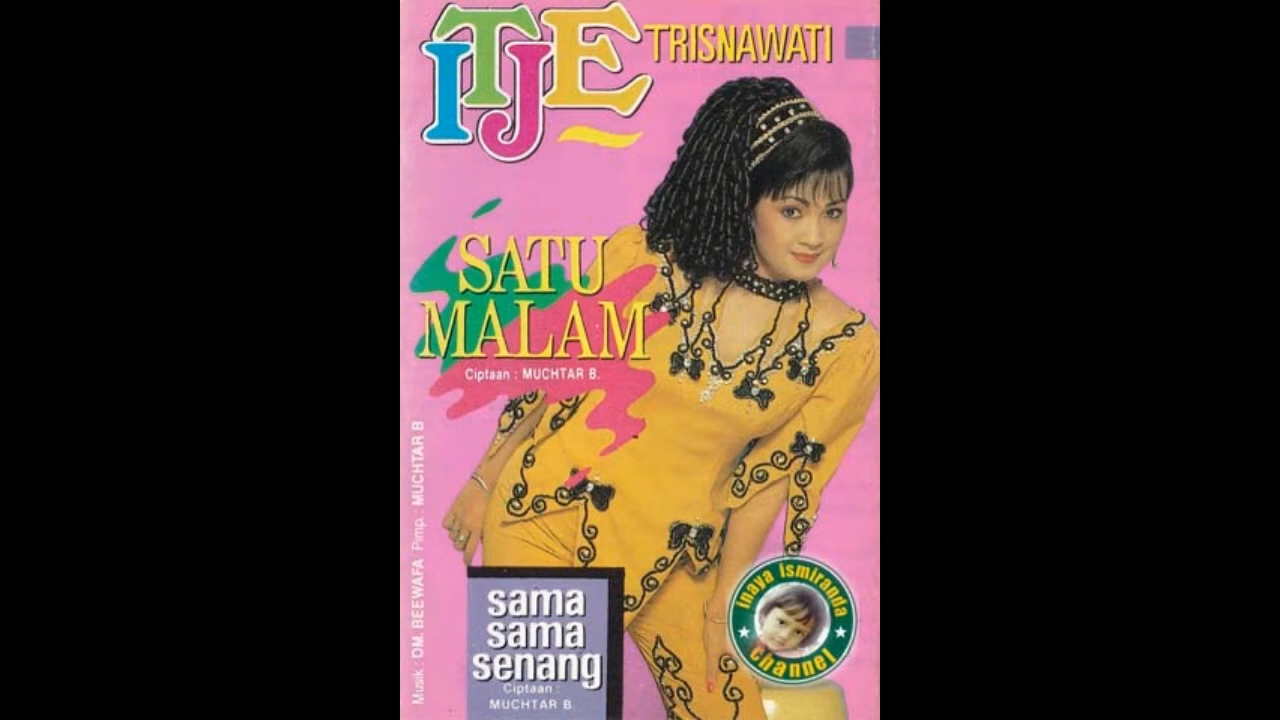 ITJE
TRISNAWATI
SATU
MALAM
Ciptaan : MUCHTAR B.
Musik : OM. BEEWAFA Pimp. : MUCHTAR B
sama
sama
senang
Ciptaan :
MUCHTAR B
inaya ismiranda
channel